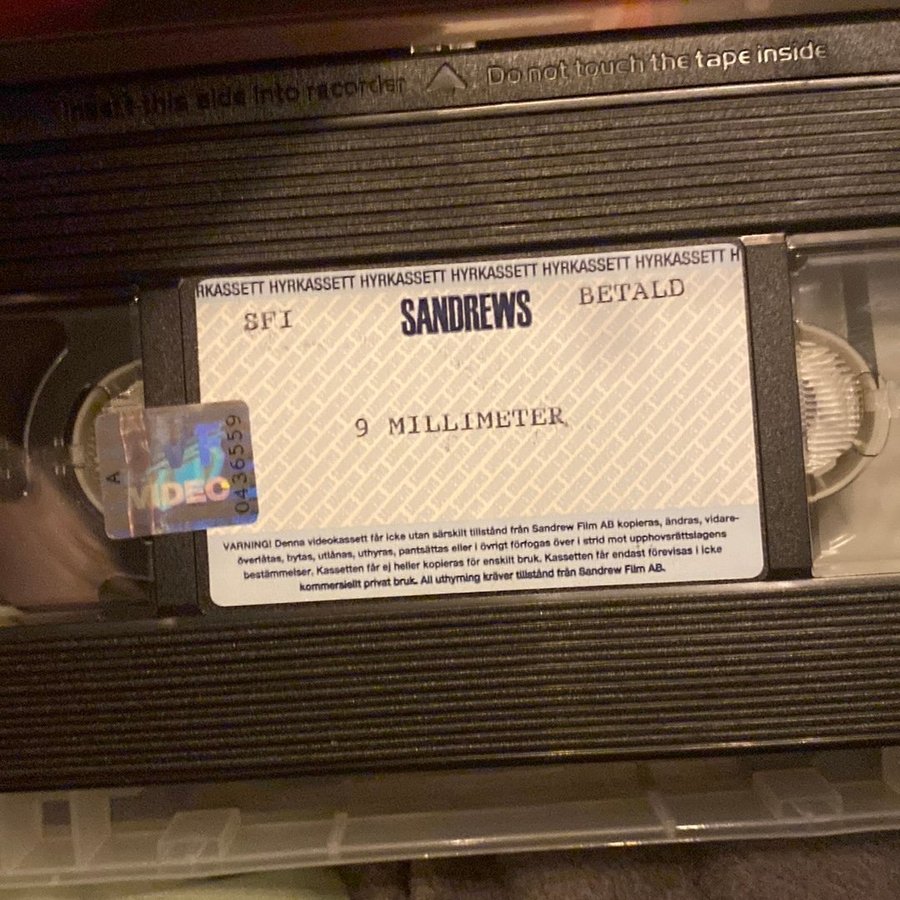 Insert this side into recorder Do not touch the tape inside
RKASSETT HYRKASSETT HYRKASSETT HYRKASSETT HYRKASSETT HYRKASSETT H
SFI SANDREWS BETALD
9 MILLIMETER
A VIDEO 0436559
VARNING! Denna videokassett får icke utan särskilt tillstånd från Sandrew Film AB kopieras, ändras, vidare-
överlåtas, bytas, utlånas, uthyras, pantsättas eller i övrigt förfogas över i strid mot upphovsrättslagens
bestämmelser. Kassetten får ej heller kopieras för enskilt bruk. Kassetten får endast förevisas i icke
kommersiellt privat bruk. All uthyrning kräver tillstånd från Sandrew Film AB.